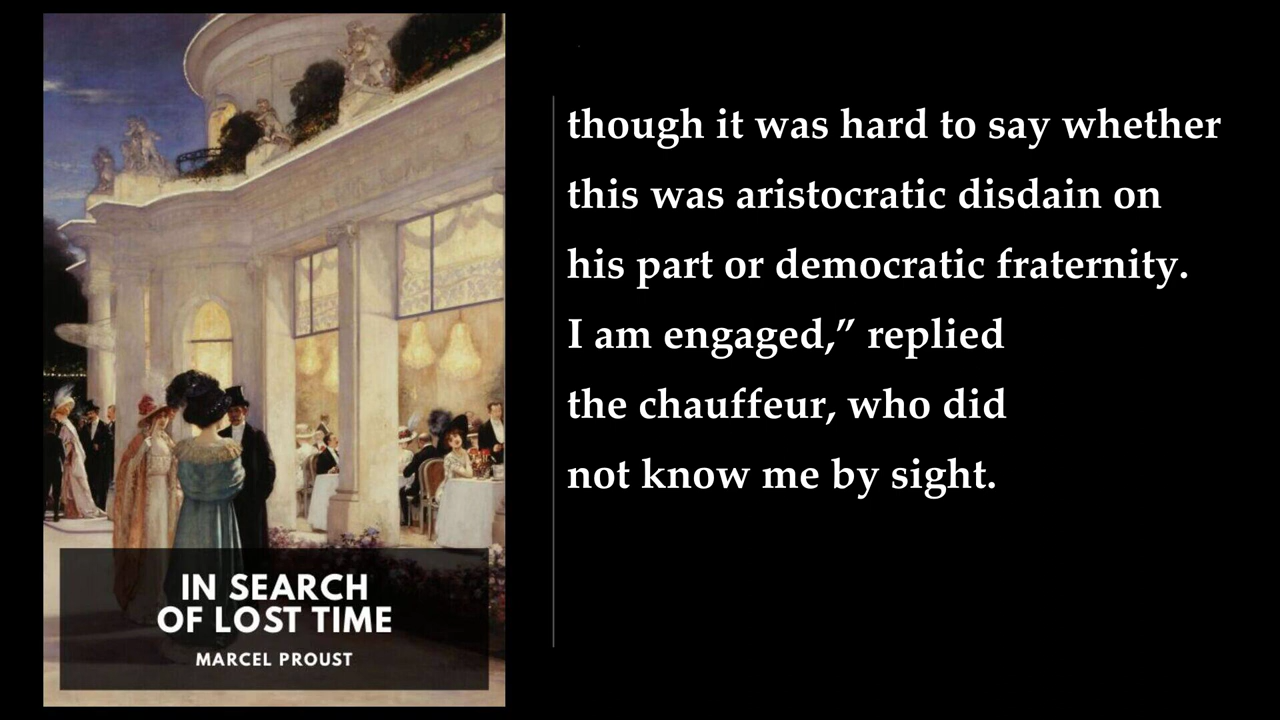 though it was hard to say whether
this was aristocratic disdain on
his part or democratic fraternity.
I am engaged,” replied
the chauffeur, who did
not know me by sight.
IN SEARCH
OF LOST TIME
MARCEL PROUST